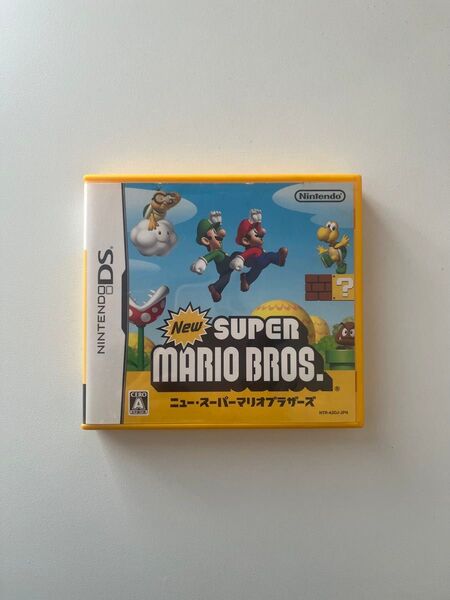 Nintendo
NINTENDO DS
?
New
SUPER
MARIO BROS.
®
ニュー・スーパーマリオブラザーズ
CERO
A
NTR-A2DJ-JPN